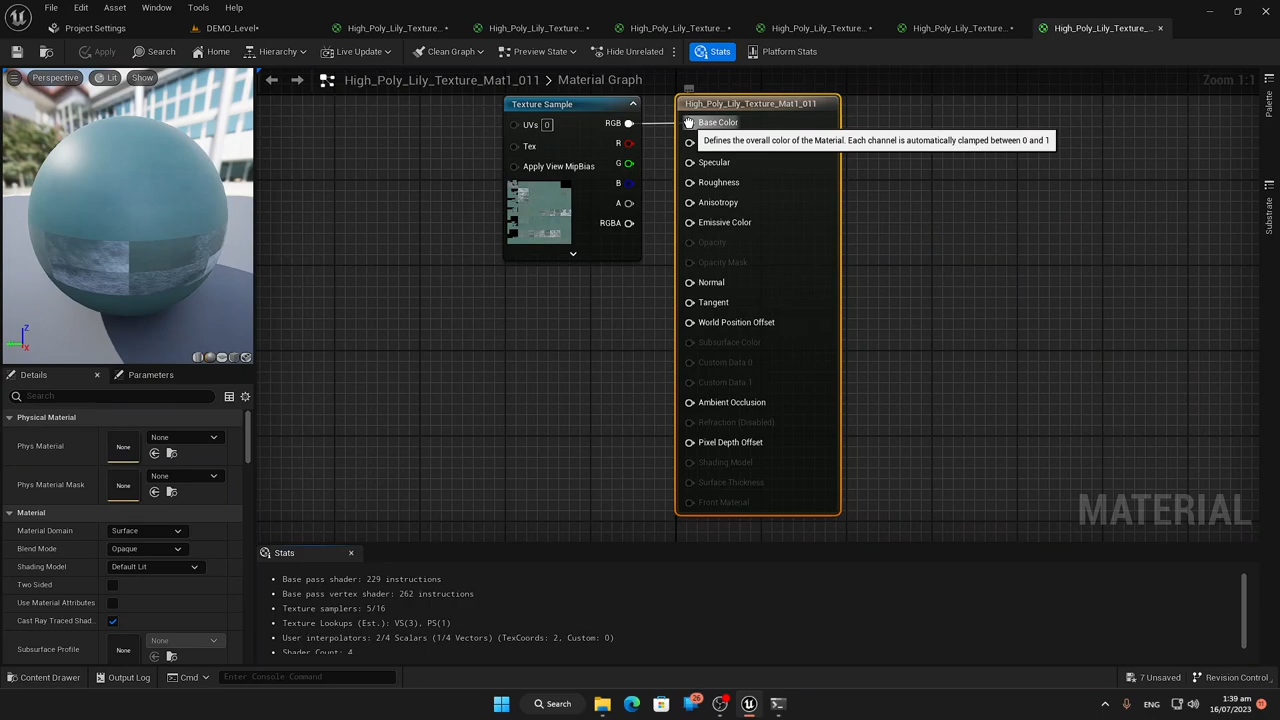 File Edit Asset Window Tools Help
Project Settings
DEMO_Level•
High_Poly_Lily_Texture...•
High_Poly_Lily_Texture...•
High_Poly_Lily_Texture...•
High_Poly_Lily_Texture...•
High_Poly_Lily_Texture...•
High_Poly_Lily_Texture_...•
Apply
Search
Home
Hierarchy
Live Update
Clean Graph
Preview State
Hide Unrelated
Stats
Platform Stats
Perspective
Lit
Show
High_Poly_Lily_Texture_Mat1_011 > Material Graph
Zoom 1:1
Details
Substrate
Texture Sample
UVs 0
Tex
Apply View MipBias
RGB
R
G
B
A
RGBA
High_Poly_Lily_Texture_Mat1_011
Base Color
Defines the overall color of the Material. Each channel is automatically clamped between 0 and 1
Specular
Roughness
Anisotropy
Emissive Color
Opacity
Opacity Mask
Normal
Tangent
World Position Offset
Subsurface Color
Custom Data 0
Custom Data 1
Ambient Occlusion
Refraction (Disabled)
Pixel Depth Offset
Shading Model
Surface Thickness
Front Material
MATERIAL
Z
X
Details
Parameters
Search
Physical Material
Phys Material
None
None
Phys Material Mask
None
None
Material
Material Domain
Surface
Blend Mode
Opaque
Shading Model
Default Lit
Two Sided
Use Material Attributes
Cast Ray Traced Shad
Subsurface Profile
None
None
Stats
• Base pass shader: 229 instructions
• Base pass vertex shader: 262 instructions
• Texture samplers: 5/16
• Texture Lookups (Est.): VS(3), PS(1)
• User interpolators: 2/4 Scalars (1/4 Vectors) (TexCoords: 2, Custom: 0)
• Shader Count: 4
Content Drawer
Output Log
Cmd
Enter Console Command
7 Unsaved
Revision Control
Search
26
ENG
1:39 am
16/07/2023
11